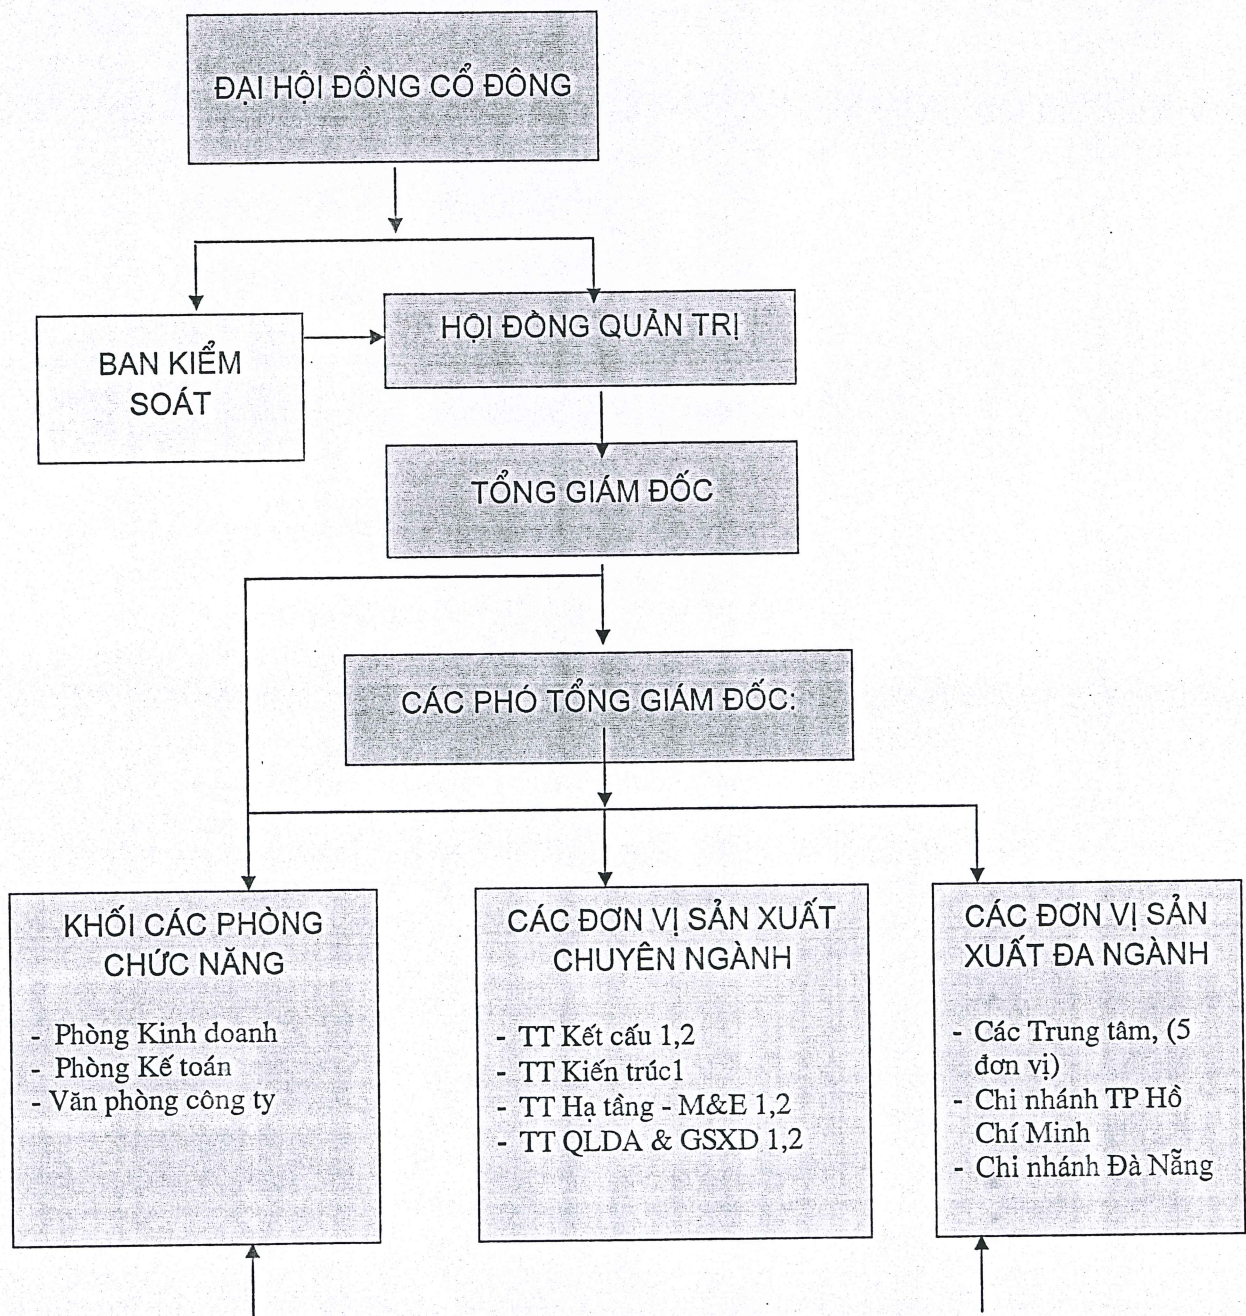 ĐẠI HỘI ĐỒNG CỔ ĐÔNG
HỘI ĐỒNG QUẢN TRỊ
BAN KIỂM
SOÁT
TỔNG GIÁM ĐỐC
CÁC PHÓ TỔNG GIÁM ĐỐC:
KHỐI CÁC PHÒNG
CHỨC NĂNG
- Phòng Kinh doanh
- Phòng Kế toán
- Văn phòng công ty
CÁC ĐƠN VỊ SẢN XUẤT
CHUYÊN NGÀNH
- TT Kết cấu 1,2
- TT Kiến trúc1
- TT Hạ tầng - M&E 1,2
- TT QLDA & GSXD 1,2
CÁC ĐƠN VỊ SẢN
XUẤT ĐA NGÀNH
- Các Trung tâm, (5
đơn vị)
- Chi nhánh TP Hồ
Chí Minh
- Chi nhánh Đà Nẵng